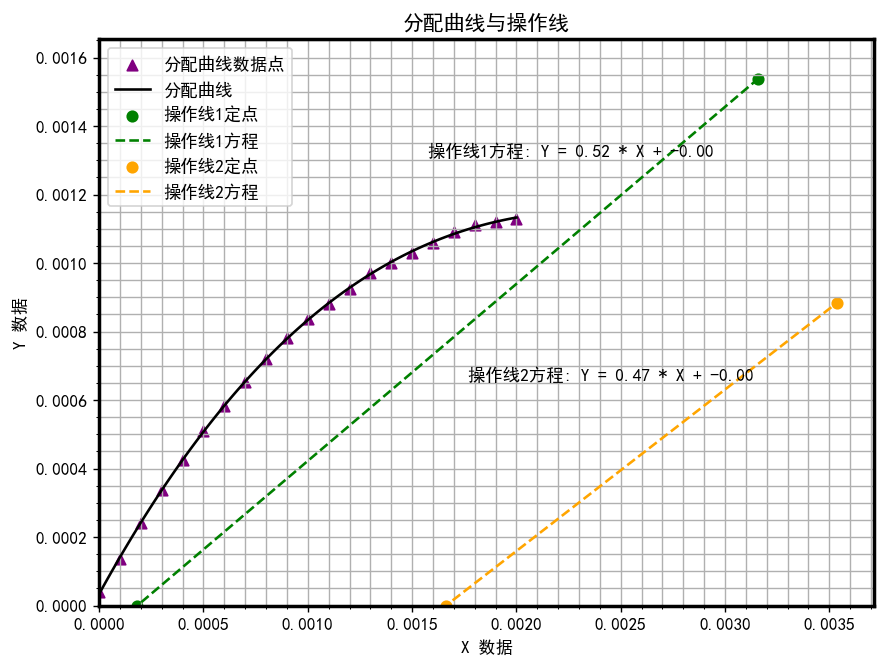 分配曲线与操作线
分配曲线数据点
分配曲线
操作线1定点
操作线1方程
操作线2定点
操作线2方程
操作线1方程: Y = 0.52 * X + −0.00
操作线2方程: Y = 0.47 * X + −0.00
Y 数据
0.0016
0.0014
0.0012
0.0010
0.0008
0.0006
0.0004
0.0002
0.0000
0.0000 0.0005 0.0010 0.0015 0.0020 0.0025 0.0030 0.0035
X 数据